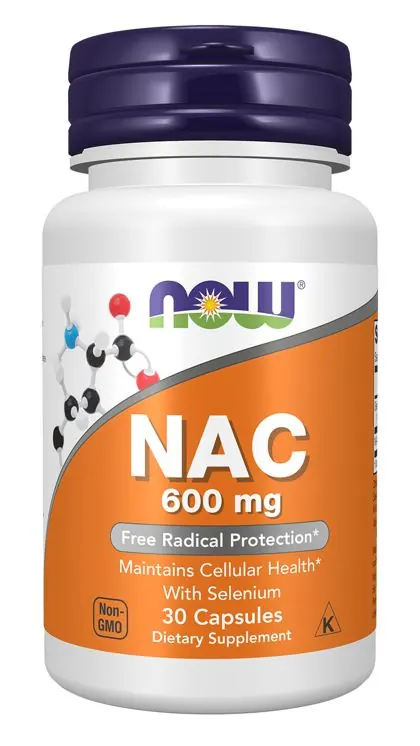 NOW®
NAC
600 mg
Free Radical Protection*
Maintains Cellular Health*
With Selenium
30 Capsules
Dietary Supplement
Non-
GMO
K